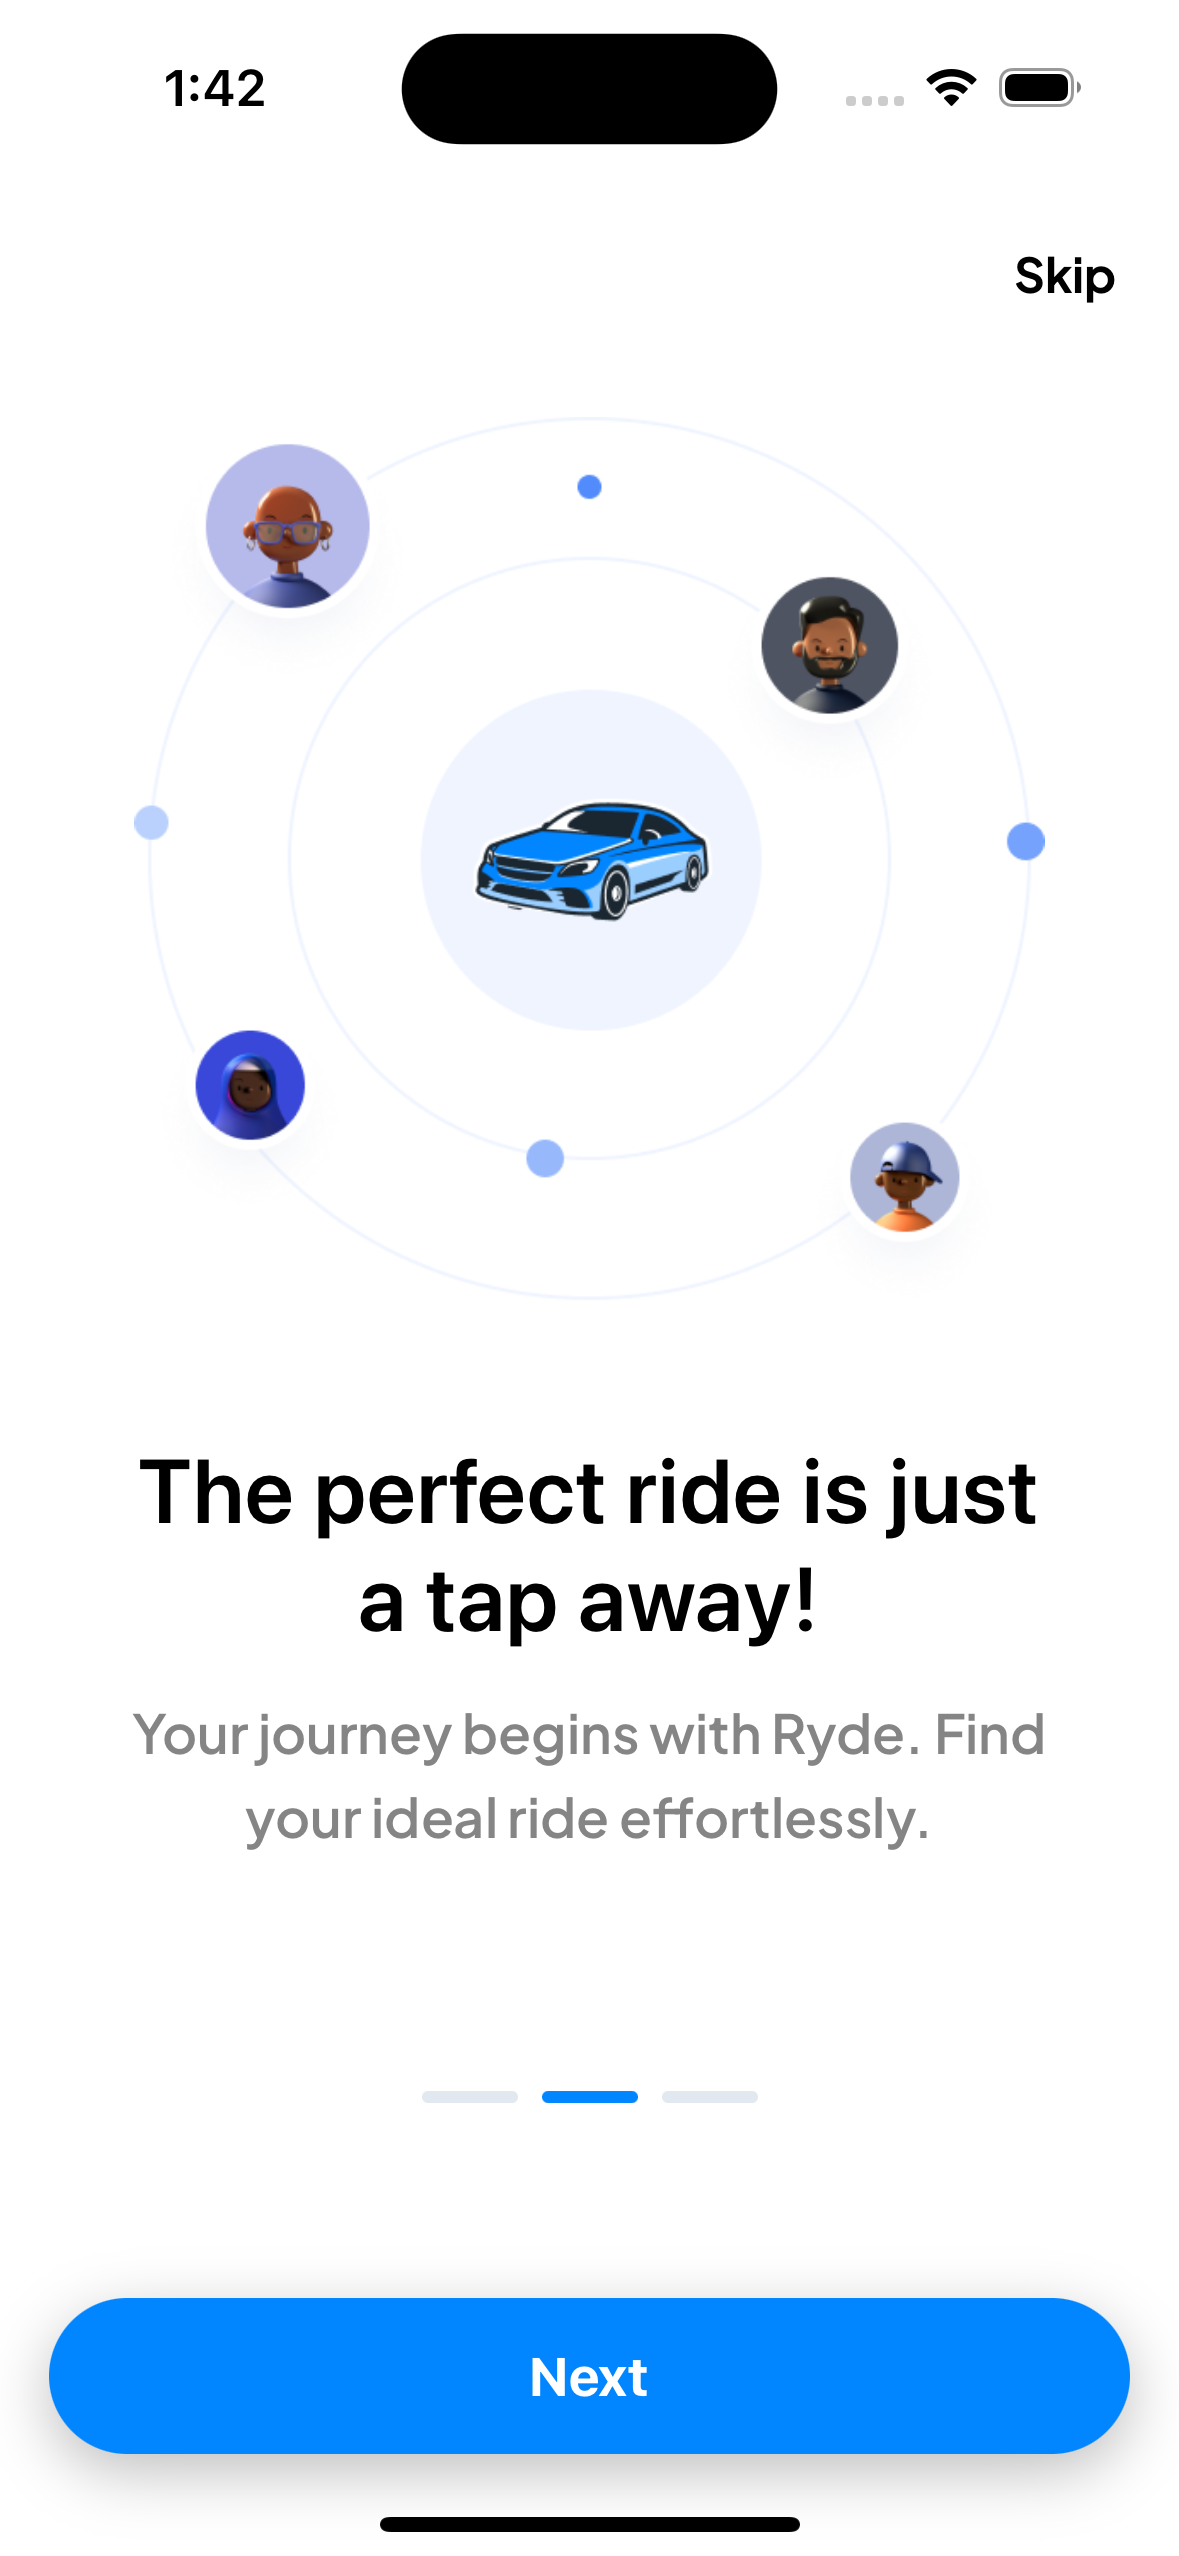 1:42
Skip
The perfect ride is just
a tap away!
Your journey begins with Ryde. Find
your ideal ride effortlessly.
Next